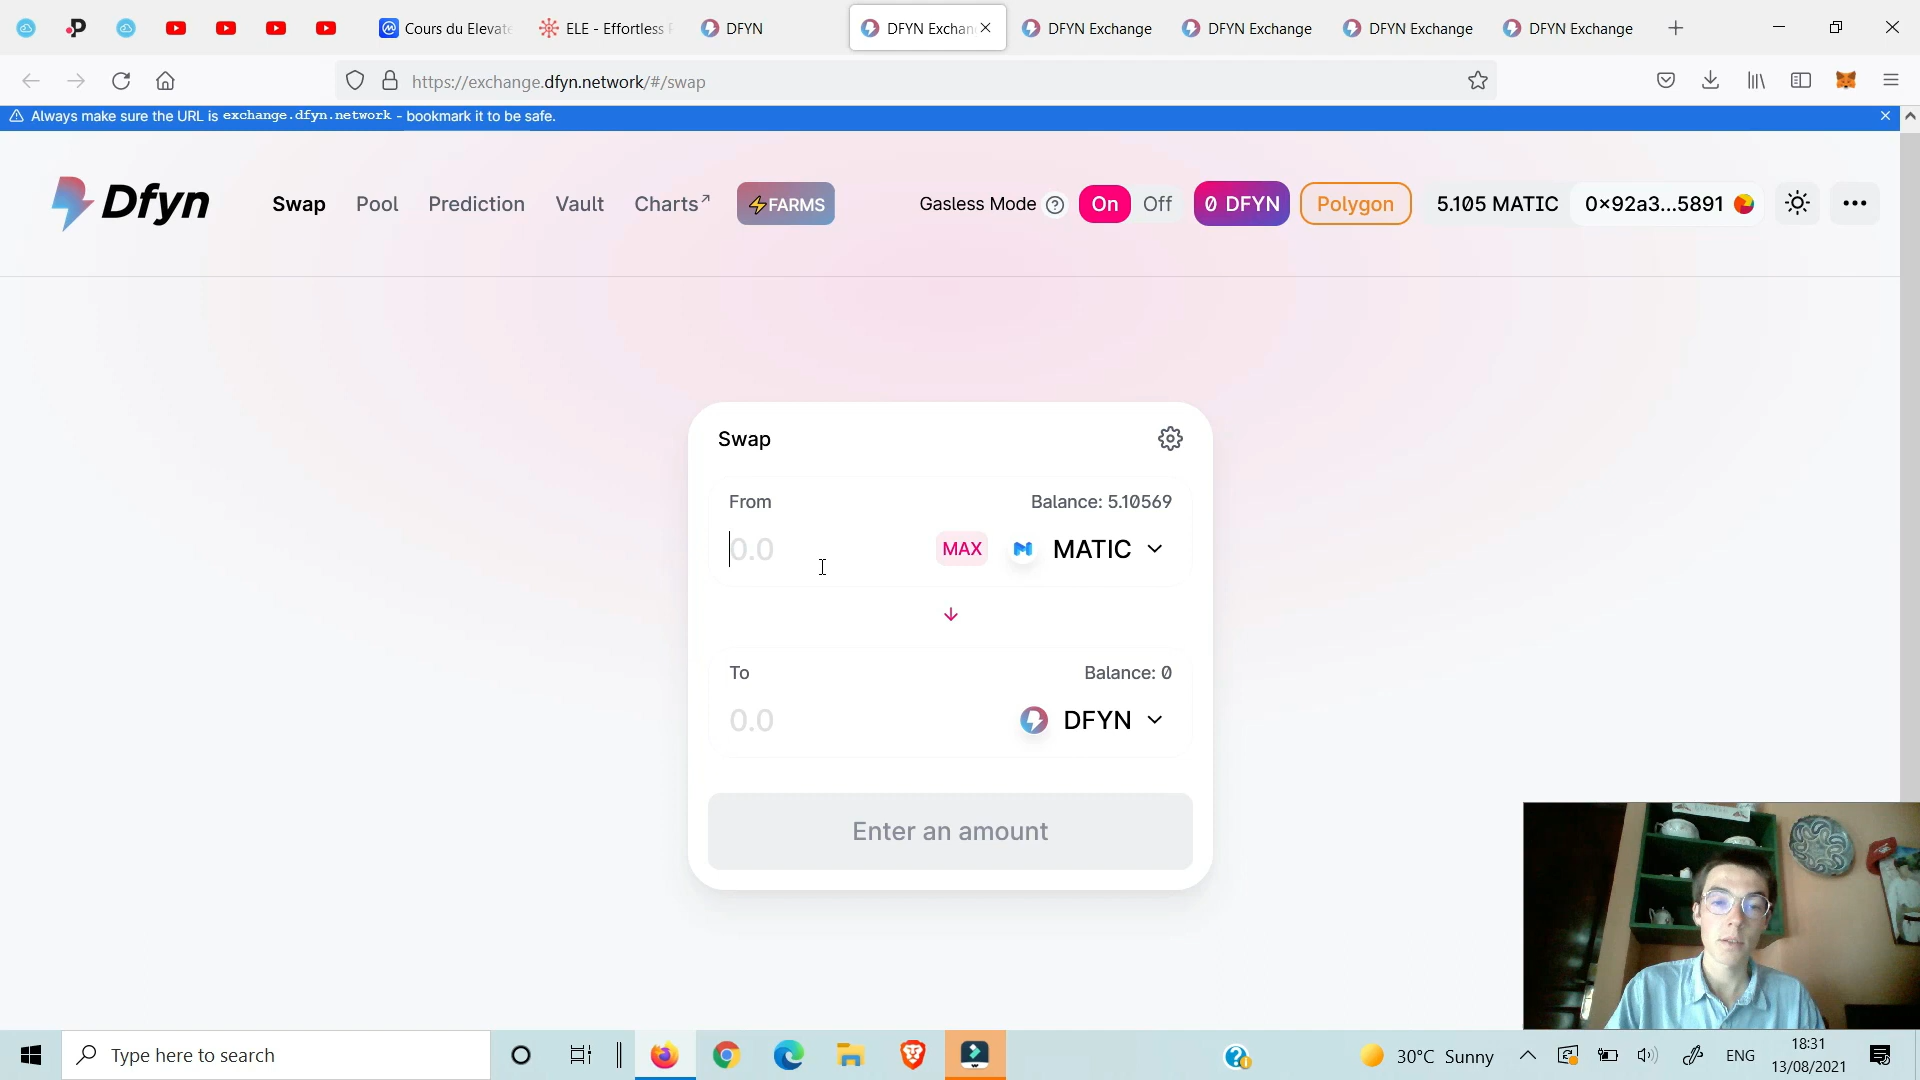 Cours du Elevate
ELE - Effortless
DFYN
DFYN Exchan
DFYN Exchange
DFYN Exchange
DFYN Exchange
DFYN Exchange
https://exchange.dfyn.network/#/swap
Always make sure the URL is exchange.dfyn.network - bookmark it to be safe.
Dfyn
Swap
Pool
Prediction
Vault
Charts↗
⚡FARMS
Gasless Mode ?
On
Off
0 DFYN
Polygon
5.105 MATIC
0x92a3...5891
Swap
From
Balance: 5.10569
0.0
MAX
MATIC
To
Balance: 0
0.0
DFYN
Enter an amount
Type here to search
30°C Sunny
ENG
18:31
13/08/2021